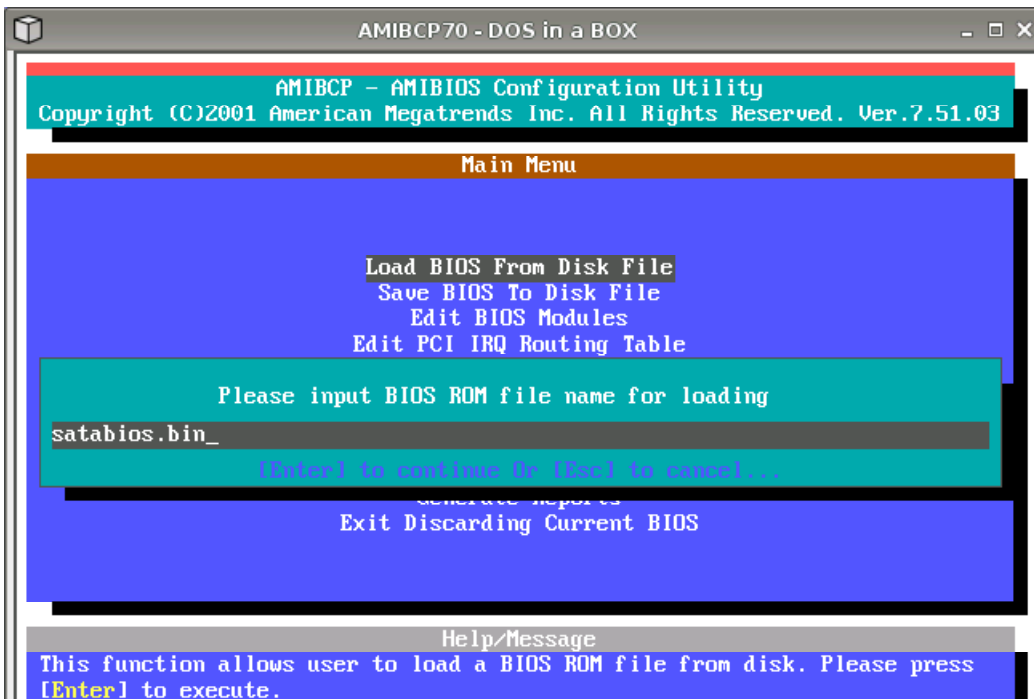 AMIBCP70 - DOS in a BOX
AMIBCP - AMIBIOS Configuration Utility
Copyright (C)2001 American Megatrends Inc. All Rights Reserved. Ver.7.51.03
Main Menu
Load BIOS From Disk File
Save BIOS To Disk File
Edit BIOS Modules
Edit PCI IRQ Routing Table
Please input BIOS ROM file name for loading
satabios.bin_
[Enter] to continue Or [Esc] to cancel...
Generate Reports
Exit Discarding Current BIOS
Help/Message
This function allows user to load a BIOS ROM file from disk. Please press
[Enter] to execute.